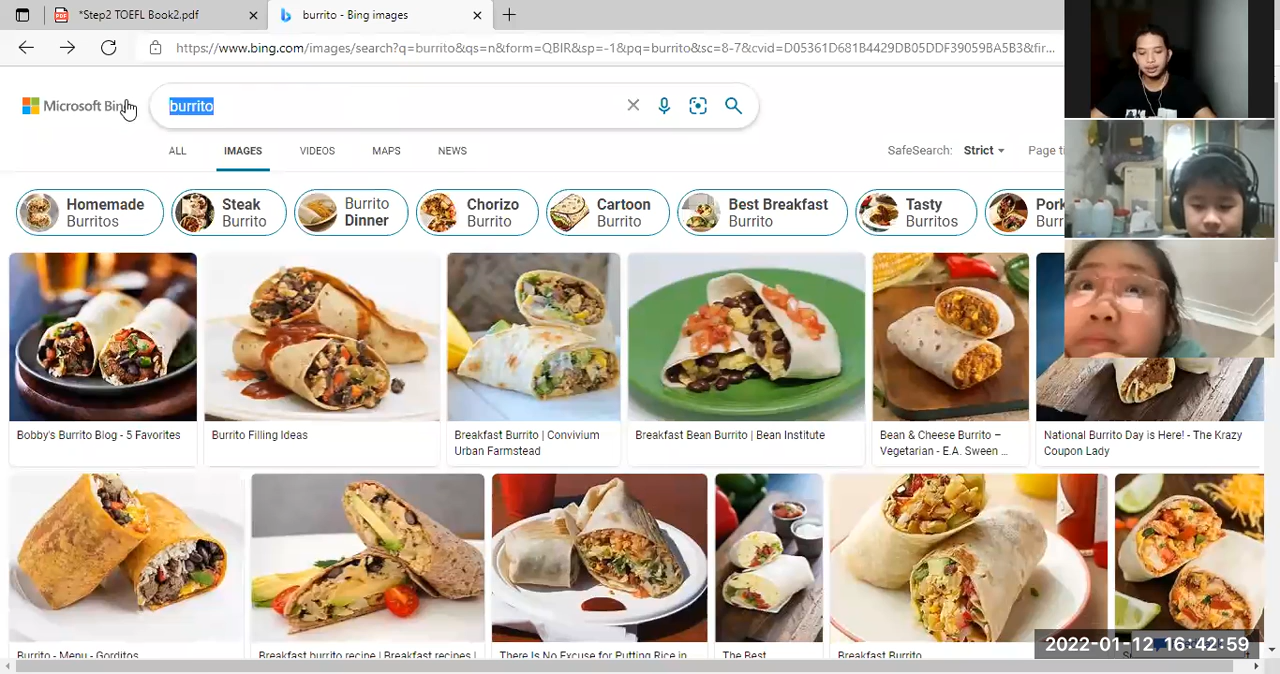 *Step2 TOEFL Book2.pdf
burrito - Bing images
https://www.bing.com/images/search?q=burrito&qs=n&form=QBIR&sp=-1&pq=burrito&sc=8-7&cvid=D05361D681B4429DB05DDF39059BA5B3&fir...
Microsoft Bing
burrito
ALL
IMAGES
VIDEOS
MAPS
NEWS
SafeSearch: Strict
Homemade
Burritos
Steak
Burrito
Burrito
Dinner
Chorizo
Burrito
Cartoon
Burrito
Best Breakfast
Burrito
Tasty
Burritos
Bobby's Burrito Blog - 5 Favorites
Burrito Filling Ideas
Breakfast Burrito | Convivium
Urban Farmstead
Breakfast Bean Burrito | Bean Institute
Bean & Cheese Burrito –
Vegetarian - E.A. Sween ...
National Burrito Day is Here! - The Krazy
Coupon Lady
Burrito - Menu - Gorditos
Breakfast burrito recipe | Breakfast recipes |
There Is No Excuse for Putting Rice in
The Best
Breakfast Burrito
2022-01-12 16:42:59